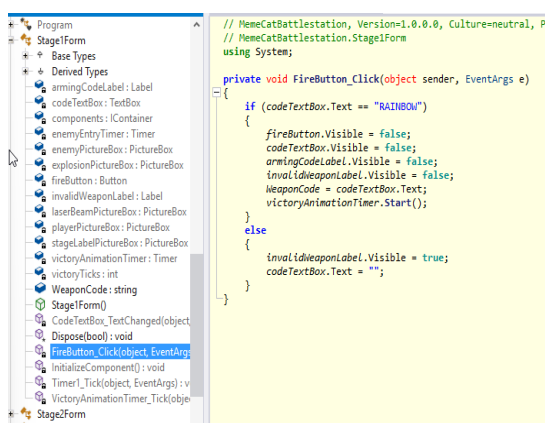 Program
Stage1Form
Base Types
Derived Types
armingCodeLabel : Label
codeTextBox : TextBox
components : IContainer
enemyEntryTimer : Timer
enemyPictureBox : PictureBox
explosionPictureBox : PictureBox
fireButton : Button
invalidWeaponLabel : Label
laserBeamPictureBox : PictureBox
playerPictureBox : PictureBox
stageLabelPictureBox : PictureBox
victoryAnimationTimer : Timer
victoryTicks : int
WeaponCode : string
Stage1Form()
CodeTextBox_TextChanged(object,
Dispose(bool) : void
FireButton_Click(object, EventArgs
InitializeComponent() : void
Timer1_Tick(object, EventArgs) : v
VictoryAnimationTimer_Tick(obje
Stage2Form
// MemeCatBattlestation, Version=1.0.0.0, Culture=neutral, P
// MemeCatBattlestation.Stage1Form
using System;
private void FireButton_Click(object sender, EventArgs e)
{
if (codeTextBox.Text == "RAINBOW")
{
fireButton.Visible = false;
codeTextBox.Visible = false;
armingCodeLabel.Visible = false;
invalidWeaponLabel.Visible = false;
WeaponCode = codeTextBox.Text;
victoryAnimationTimer.Start();
}
else
{
invalidWeaponLabel.Visible = true;
codeTextBox.Text = "";
}
}